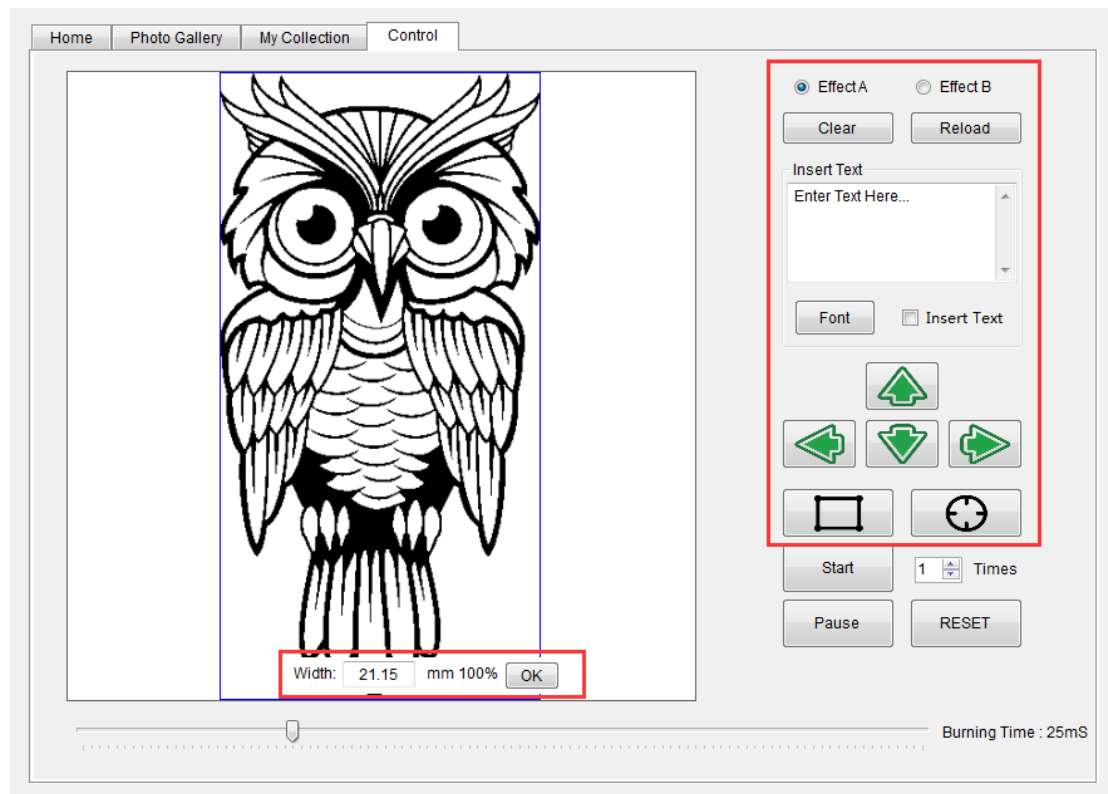 Home Photo Gallery My Collection Control
Effect A Effect B
Clear Reload
Insert Text
Enter Text Here...
Font Insert Text
Start 1 Times
Pause RESET
Width: 21.15 mm 100% OK
Burning Time : 25mS